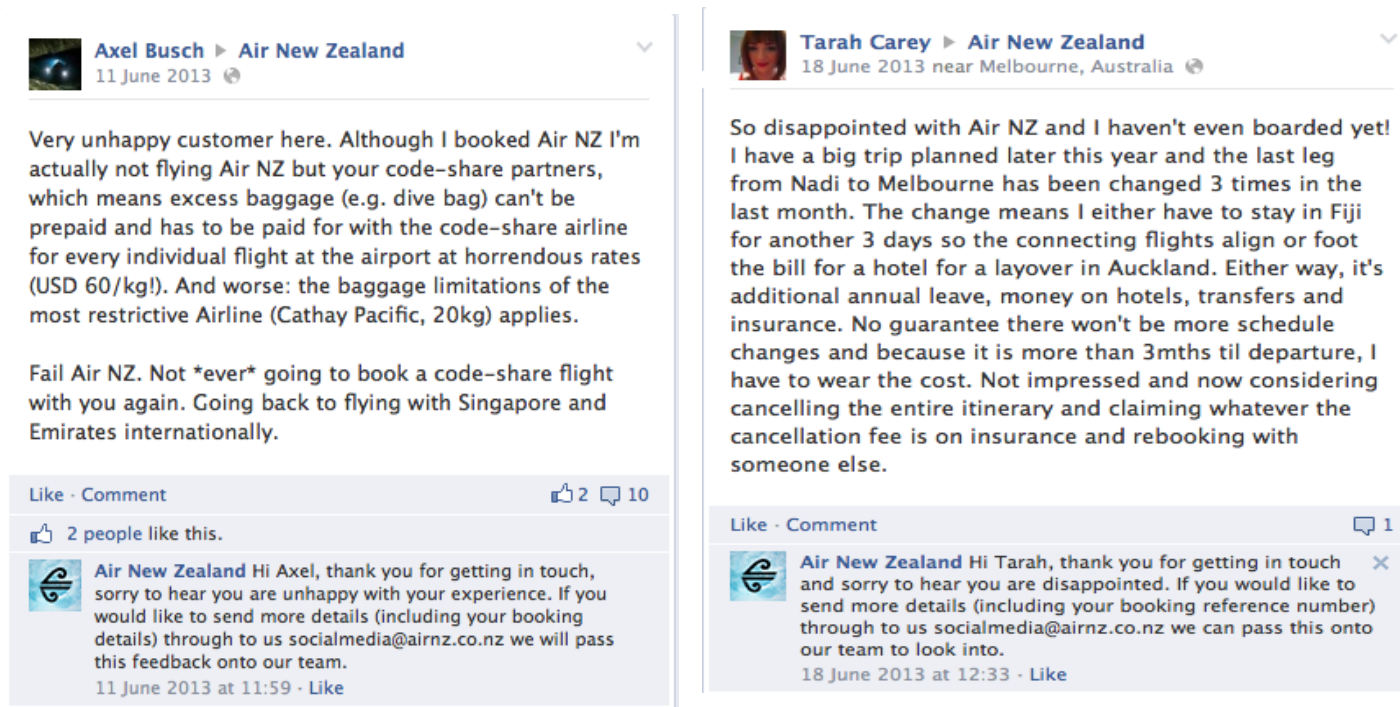 Axel Busch ▶ Air New Zealand
11 June 2013
Very unhappy customer here. Although I booked Air NZ I'm
actually not flying Air NZ but your code-share partners,
which means excess baggage (e.g. dive bag) can't be
prepaid and has to be paid for with the code-share airline
for every individual flight at the airport at horrendous rates
(USD 60/kg!). And worse: the baggage limitations of the
most restrictive Airline (Cathay Pacific, 20kg) applies.
Fail Air NZ. Not *ever* going to book a code-share flight
with you again. Going back to flying with Singapore and
Emirates internationally.
Like · Comment 2 10
2 people like this.
Air New Zealand Hi Axel, thank you for getting in touch,
sorry to hear you are unhappy with your experience. If you
would like to send more details (including your booking
details) through to us socialmedia@airnz.co.nz we will pass
this feedback onto our team.
11 June 2013 at 11:59 · Like
Tarah Carey ▶ Air New Zealand
18 June 2013 near Melbourne, Australia
So disappointed with Air NZ and I haven't even boarded yet!
I have a big trip planned later this year and the last leg
from Nadi to Melbourne has been changed 3 times in the
last month. The change means I either have to stay in Fiji
for another 3 days so the connecting flights align or foot
the bill for a hotel for a layover in Auckland. Either way, it's
additional annual leave, money on hotels, transfers and
insurance. No guarantee there won't be more schedule
changes and because it is more than 3mths til departure, I
have to wear the cost. Not impressed and now considering
cancelling the entire itinerary and claiming whatever the
cancellation fee is on insurance and rebooking with
someone else.
Like · Comment 1
Air New Zealand Hi Tarah, thank you for getting in touch
and sorry to hear you are disappointed. If you would like to
send more details (including your booking reference number)
through to us socialmedia@airnz.co.nz we can pass this onto
our team to look into.
18 June 2013 at 12:33 · Like